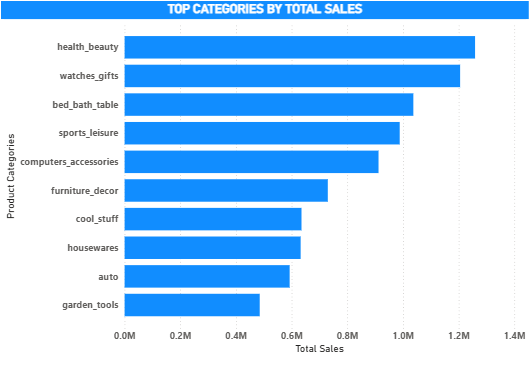 TOP CATEGORIES BY TOTAL SALES
Product Categories
health_beauty
watches_gifts
bed_bath_table
sports_leisure
computers_accessories
furniture_decor
cool_stuff
housewares
auto
garden_tools
0.0M 0.2M 0.4M 0.6M 0.8M 1.0M 1.2M 1.4M
Total Sales